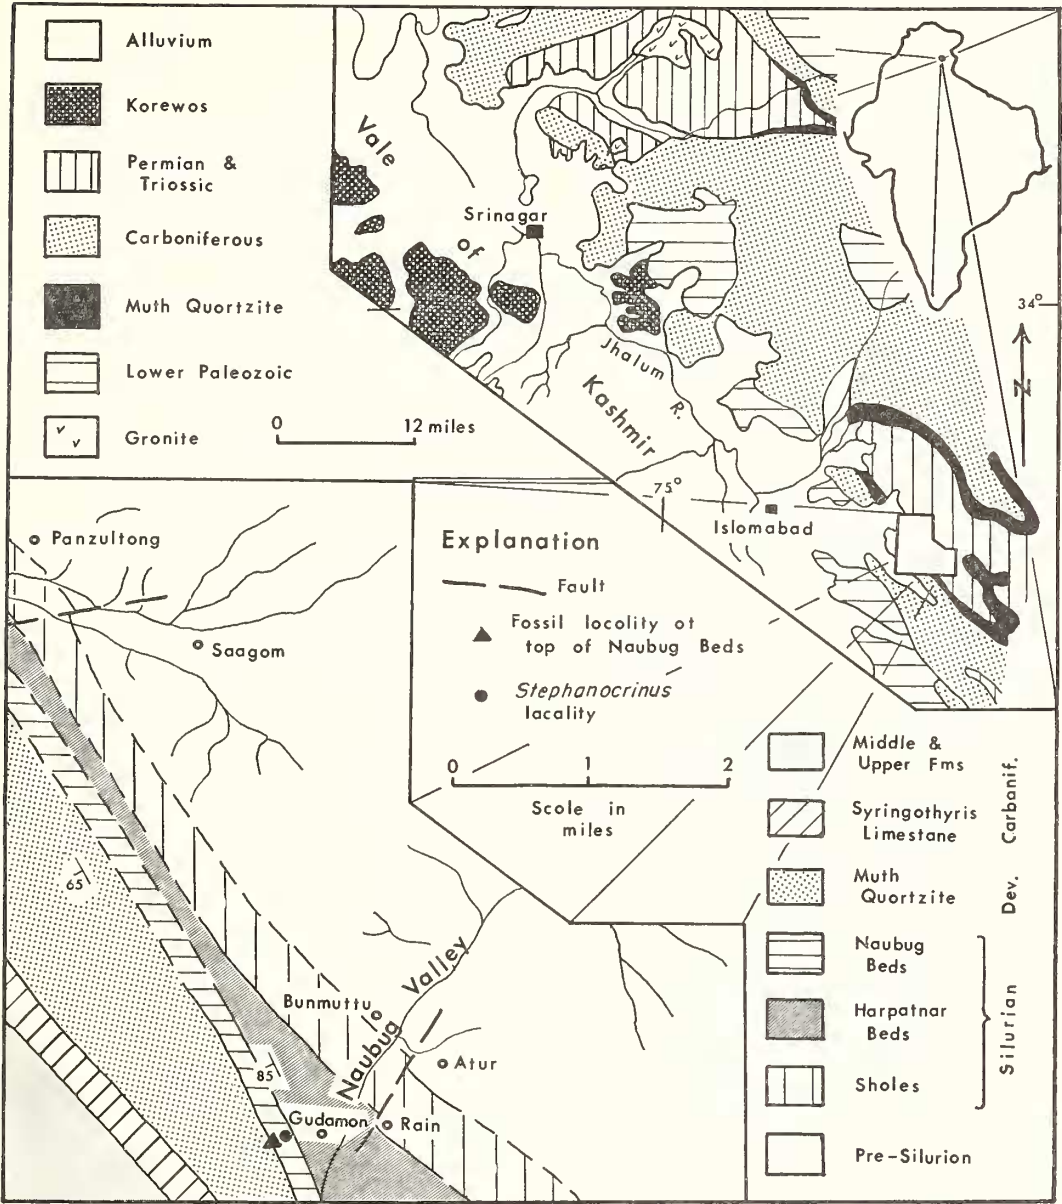 Alluvium
Korewos
Permian &
Triossic
Carboniferous
Muth Quortzite
Lower Paleozoic
Gronite
0 12 miles
Vale
of
Kashmir
Srinagar
Jhalum
R.
75°
Islomabad
34°
N
Explanation
Fault
Fossil locolity ot
top of Naubug Beds
Stephanocrinus
lacality
0 1 2
Scole in
miles
Panzultong
Saagom
65
Bunmuttu
Naubug Valley
Atur
85
Gudamon
Rain
Middle &
Upper Fms
Syringothyris
Limestane
Carbanif.
Muth
Quortzite
Dev.
Naubug
Beds
Harpatnar
Beds
Sholes
Silurian
Pre-Silurion